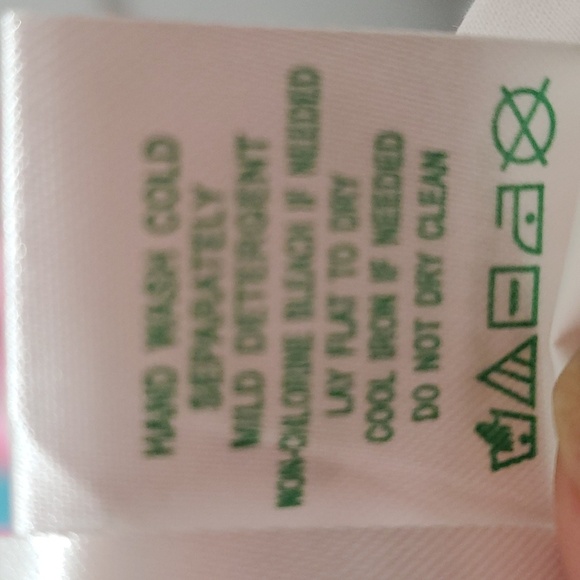 HAND WASH COLD
SEPARATELY
MILD DETERGENT
NON-CHLORINE BLEACH IF NEEDED
LAY FLAT TO DRY
COOL IRON IF NEEDED
DO NOT DRY CLEAN